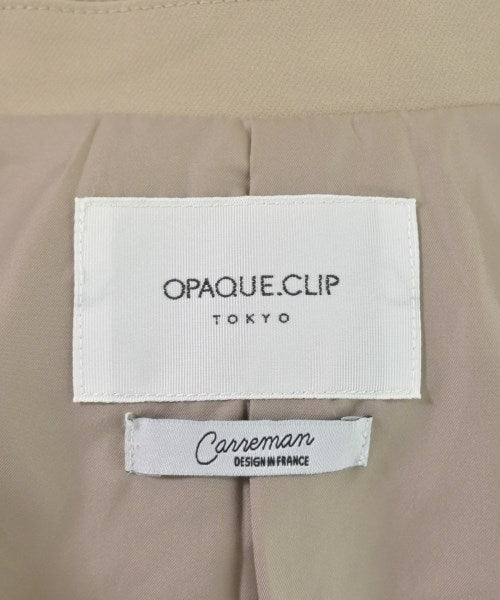 OPAQUE.CLIP
TOKYO
Carreman
DESIGN IN FRANCE